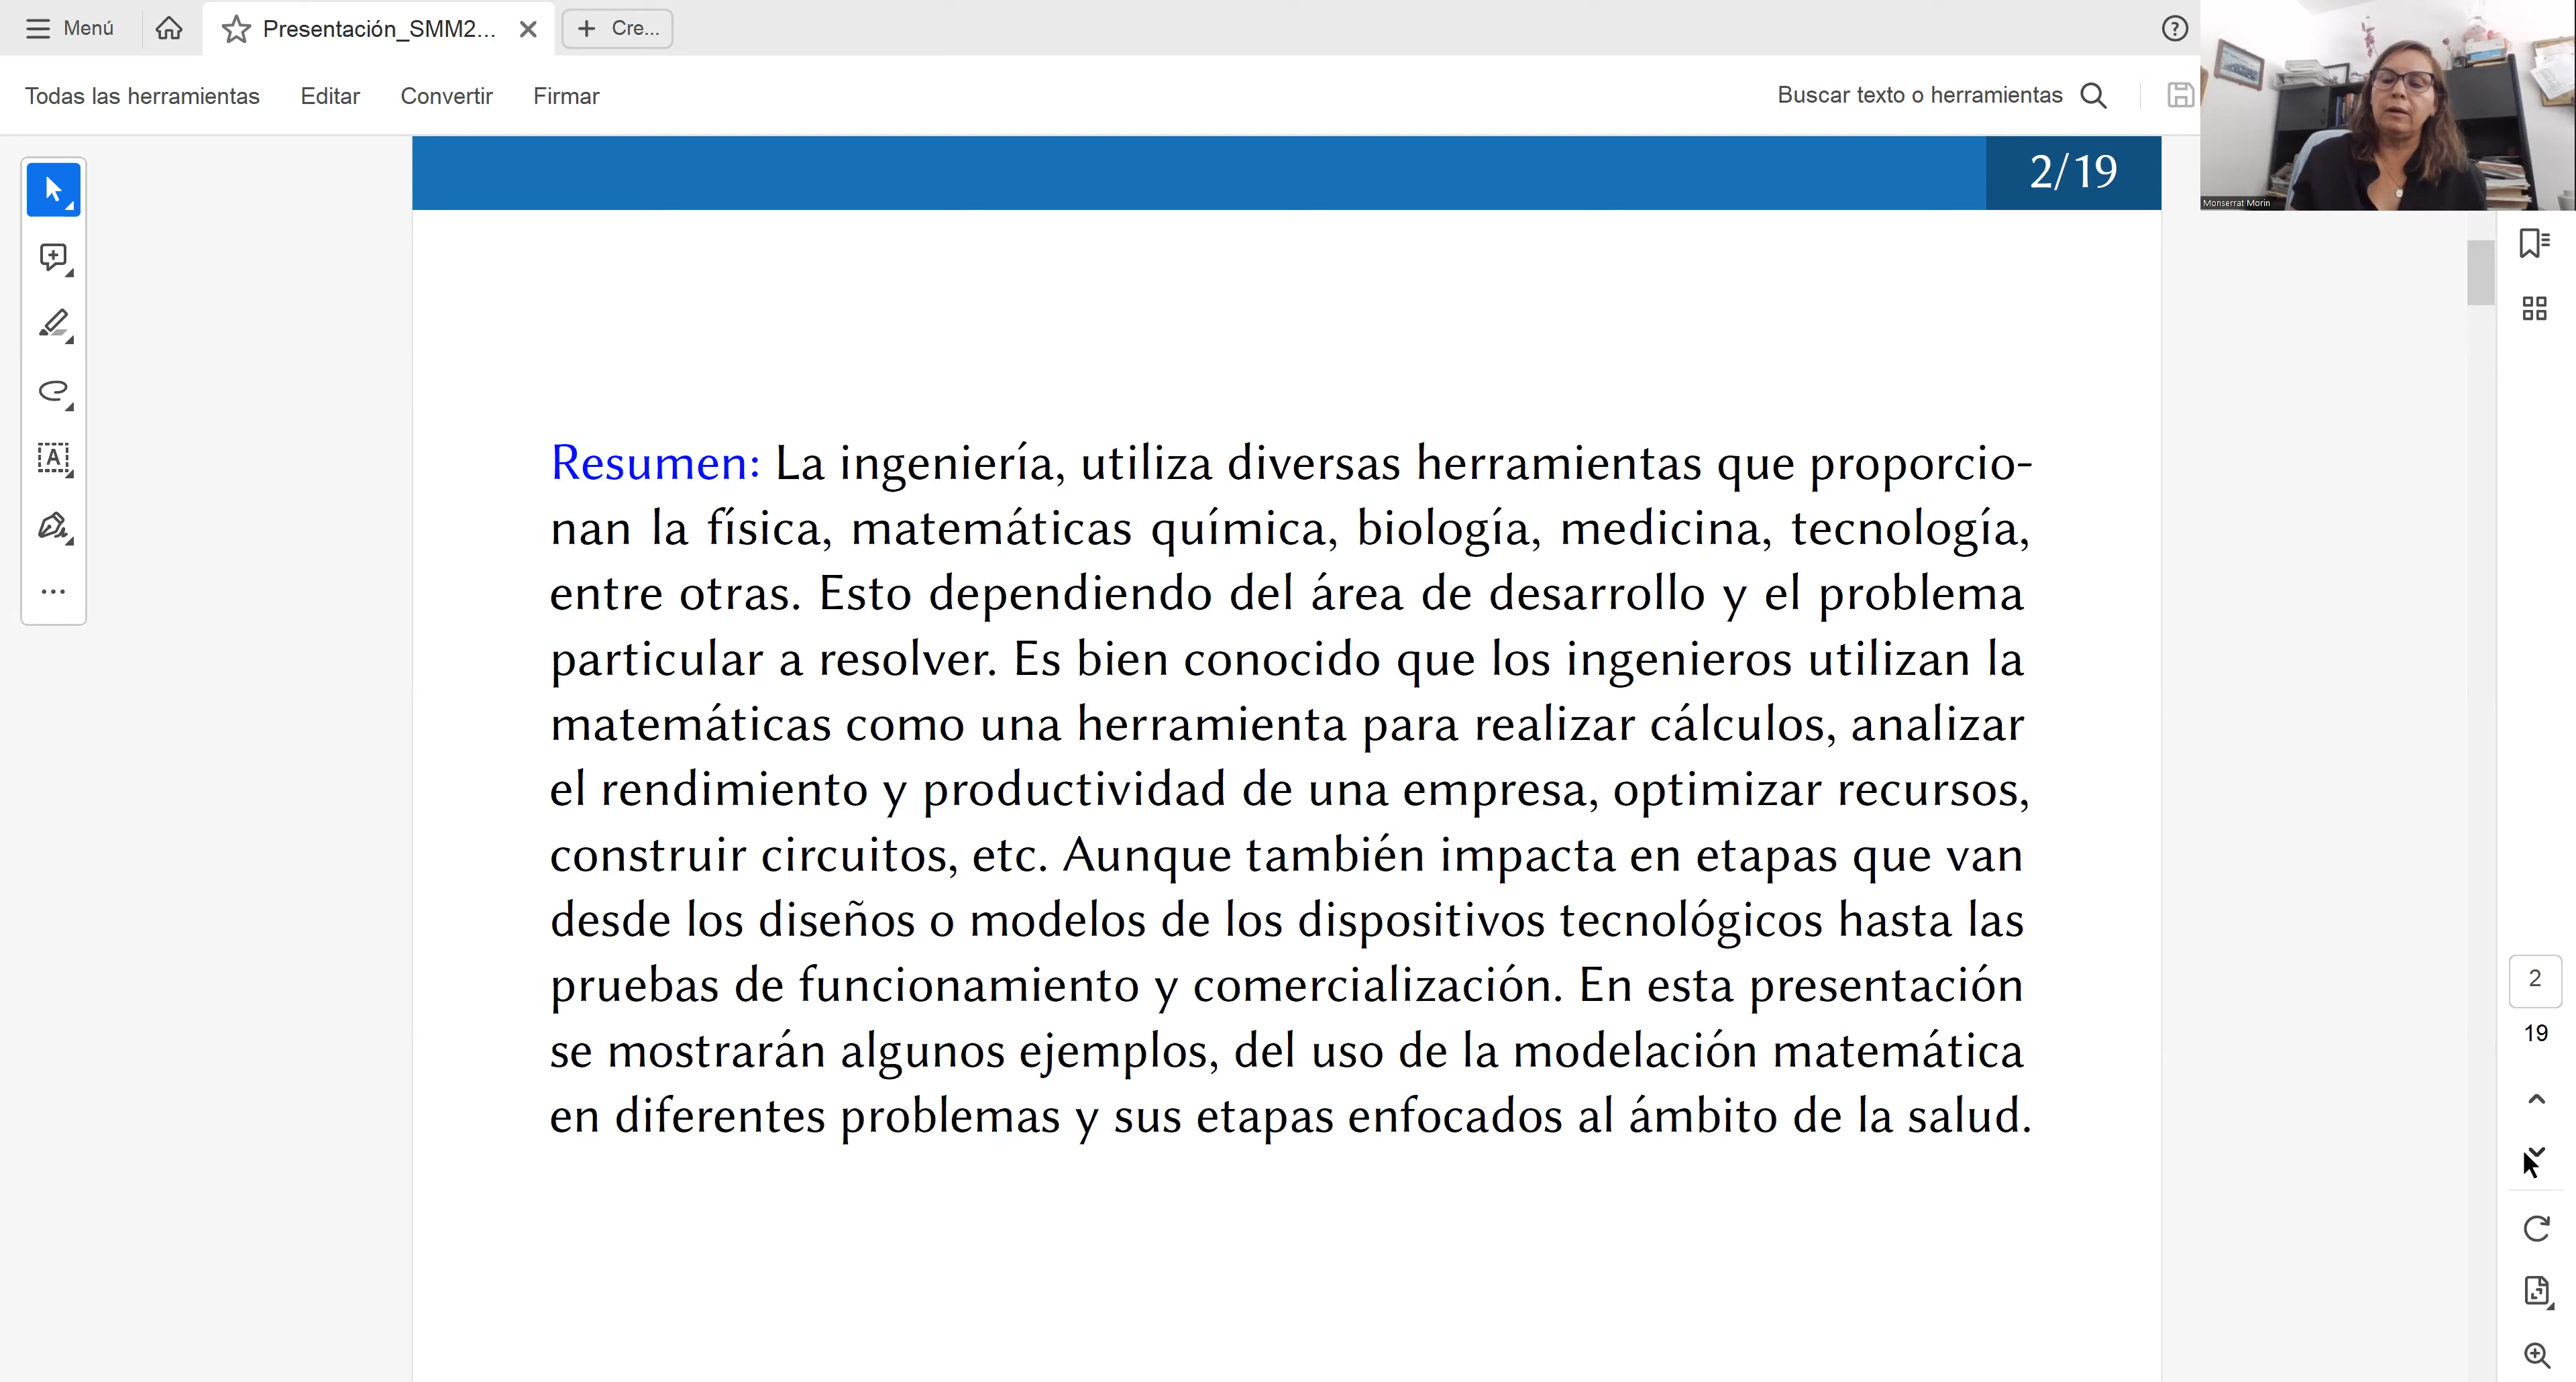 Menú
Presentación_SMM2...
Cre...
Todas las herramientas
Editar
Convertir
Firmar
Buscar texto o herramientas
Monserrat Morin
2/19
Resumen: La ingeniería, utiliza diversas herramientas que proporcio-
nan la física, matemáticas química, biología, medicina, tecnología,
entre otras. Esto dependiendo del área de desarrollo y el problema
particular a resolver. Es bien conocido que los ingenieros utilizan la
matemáticas como una herramienta para realizar cálculos, analizar
el rendimiento y productividad de una empresa, optimizar recursos,
construir circuitos, etc. Aunque también impacta en etapas que van
desde los diseños o modelos de los dispositivos tecnológicos hasta las
pruebas de funcionamiento y comercialización. En esta presentación
se mostrarán algunos ejemplos, del uso de la modelación matemática
en diferentes problemas y sus etapas enfocados al ámbito de la salud.
2
19